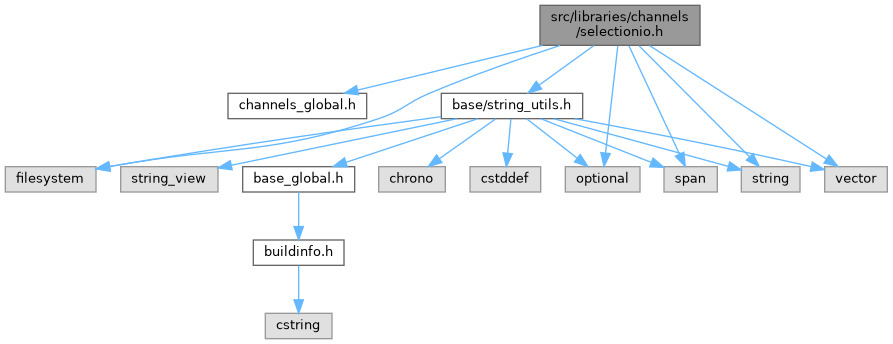 src/libraries/channels
/selectionio.h
channels_global.h
base/string_utils.h
filesystem
string_view
base_global.h
chrono
cstddef
optional
span
string
vector
buildinfo.h
cstring